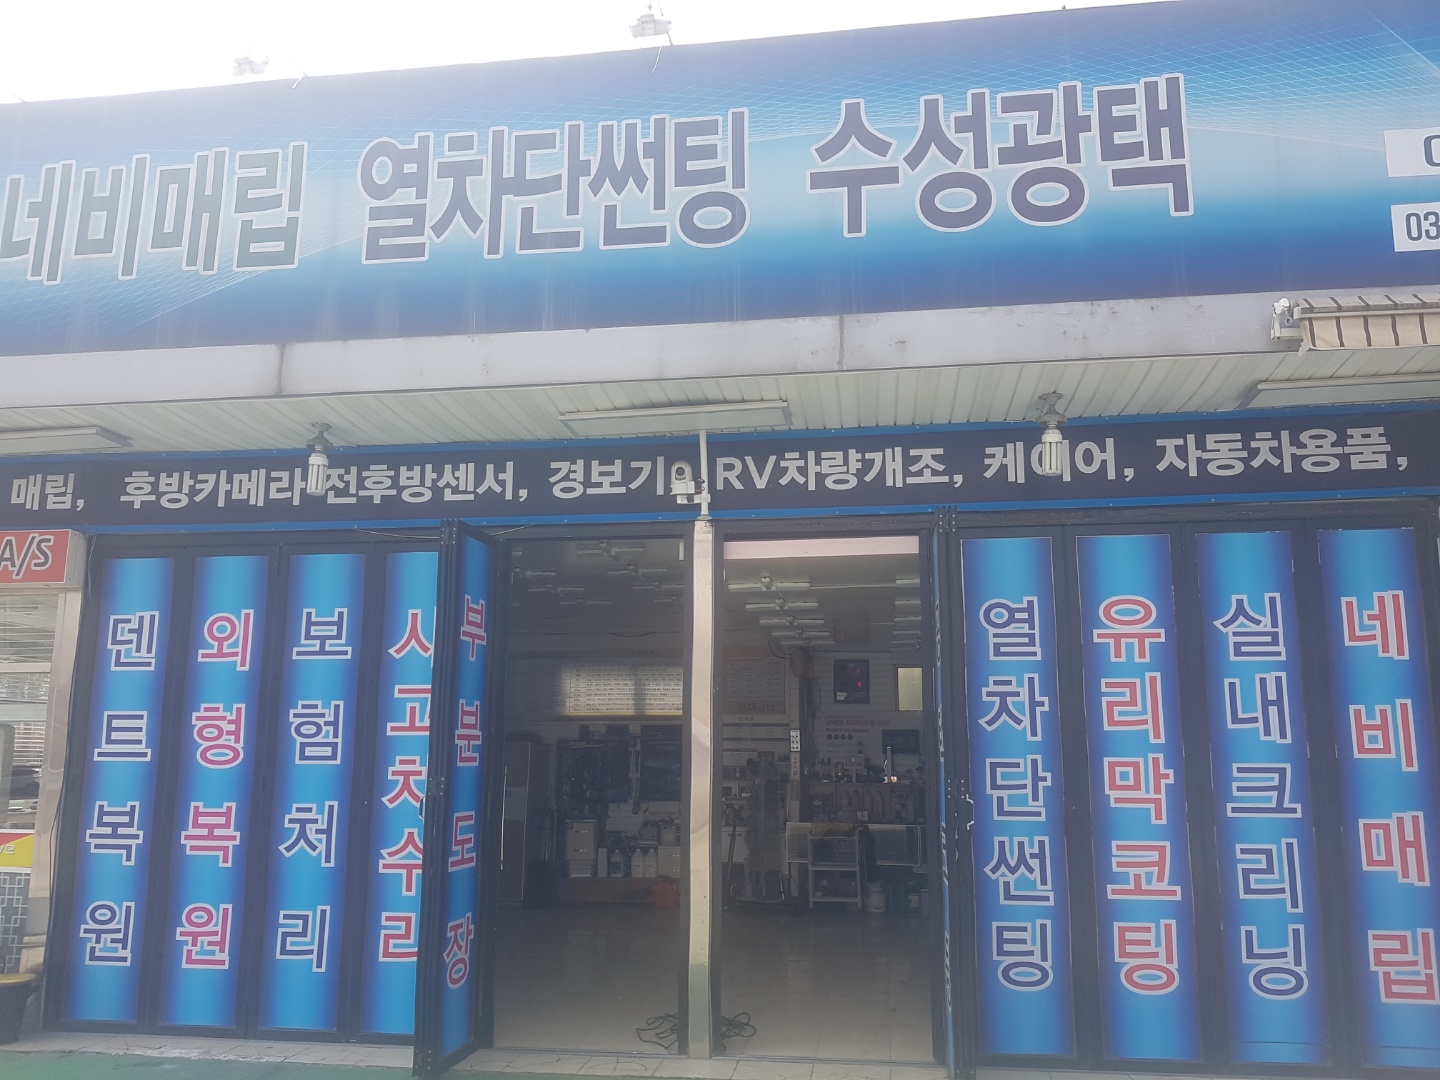 네비매립 열차단썬팅 수성광택
03
매립, 후방카메라 전후방센서, 경보기, RV차량개조, 케어, 자동차용품,
A/S
덴트복원
외형복원
보험처리
사고차수리
부분도장
열차단썬팅
유리막코팅
실내크리닝
네비매립